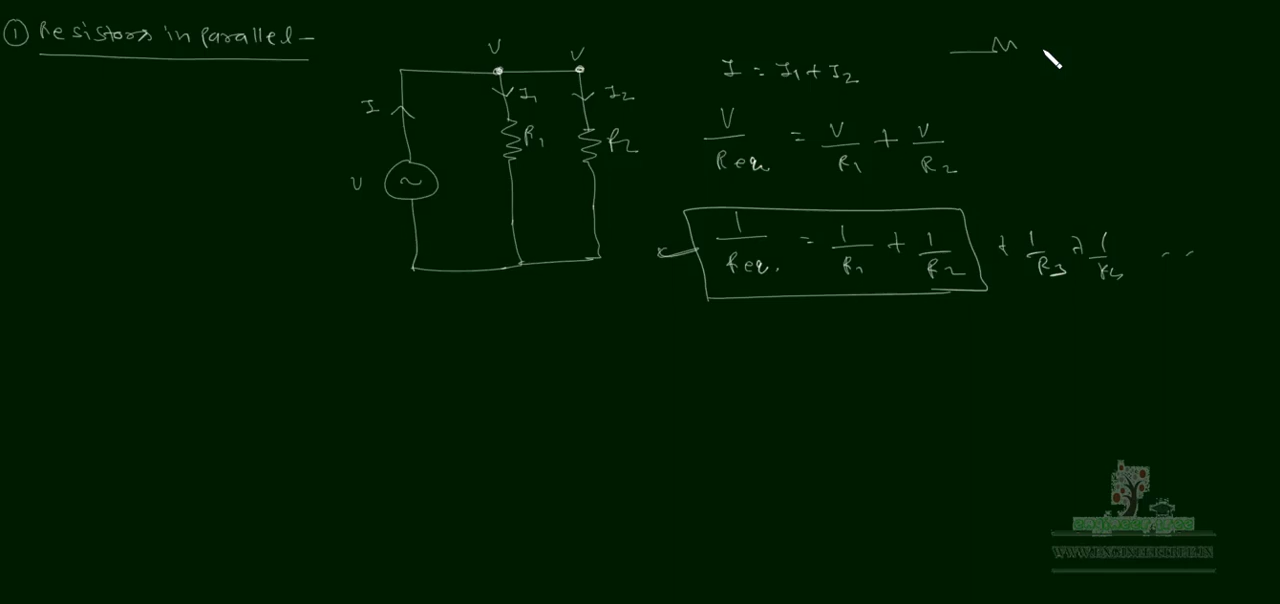 ① Resistors in parallel –
V V
I I1 I2
R1 R2
V ~
I = I1 + I2
V/Req. = V/R1 + V/R2
1/Req. = 1/R1 + 1/R2 + 1/R3 + 1/R4 ...